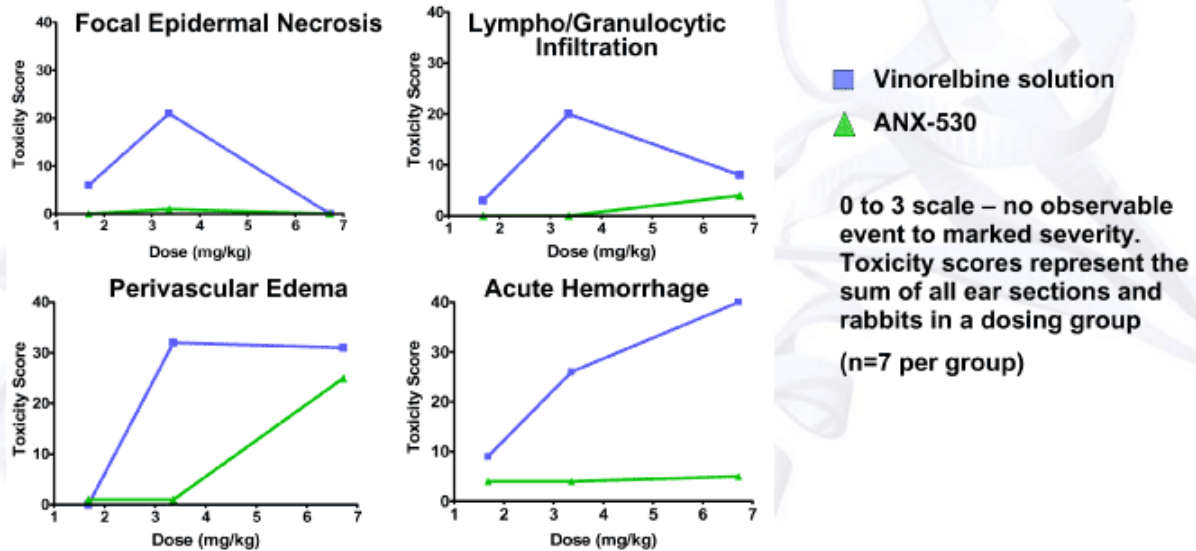 Focal Epidermal Necrosis
40
30
20
10
0
1 2 3 4 5 6 7
Toxicity Score
Dose (mg/kg)
Lympho/Granulocytic
Infiltration
40
30
20
10
0
1 2 3 4 5 6 7
Toxicity Score
Dose (mg/kg)
Perivascular Edema
40
30
20
10
0
1 2 3 4 5 6 7
Toxicity Score
Dose (mg/kg)
Acute Hemorrhage
40
30
20
10
0
1 2 3 4 5 6 7
Toxicity Score
Dose (mg/kg)
Vinorelbine solution
ANX-530
0 to 3 scale – no observable
event to marked severity.
Toxicity scores represent the
sum of all ear sections and
rabbits in a dosing group
(n=7 per group)